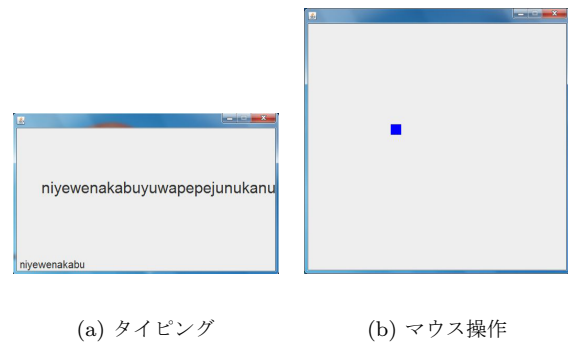 niyewenakabuyuwapepejunukanu
niyewenakabu
(a) タイピング
(b) マウス操作